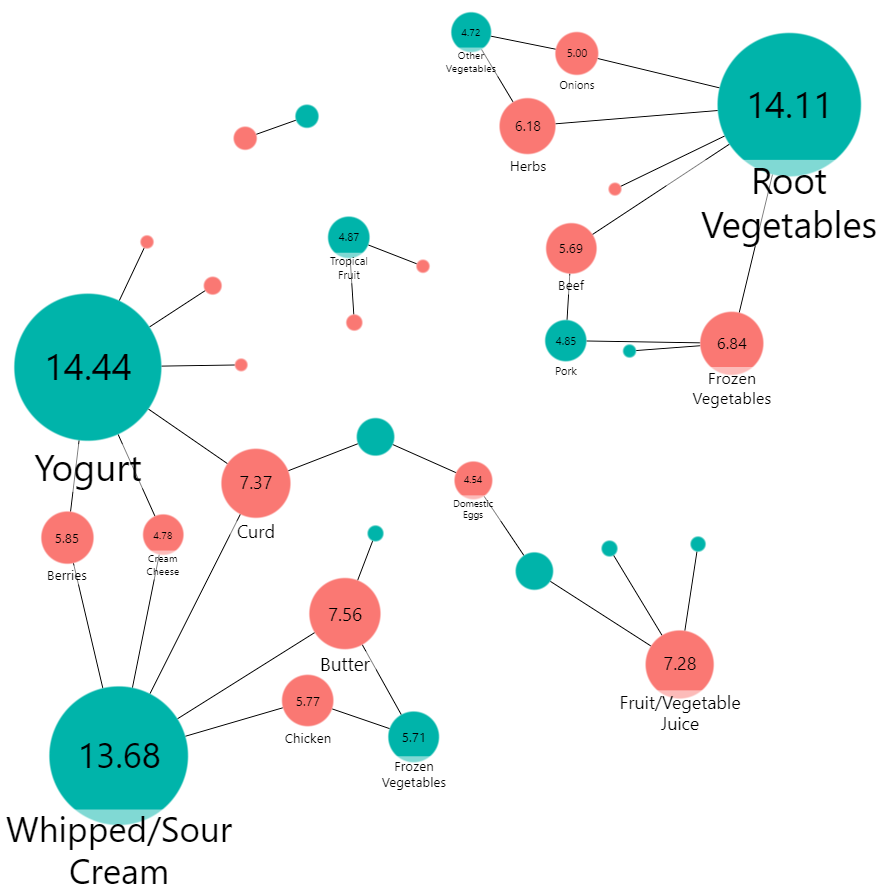 4.72
Other
Vegetables
5.00
Onions
14.11
Root
Vegetables
6.18
Herbs
4.87
Tropical
Fruit
5.69
Beef
4.85
Pork
6.84
Frozen
Vegetables
14.44
Yogurt
7.37
Curd
4.54
Domestic
Eggs
5.85
Berries
4.78
Cream
Cheese
7.56
Butter
7.28
Fruit/Vegetable
Juice
5.77
Chicken
5.71
Frozen
Vegetables
13.68
Whipped/Sour
Cream